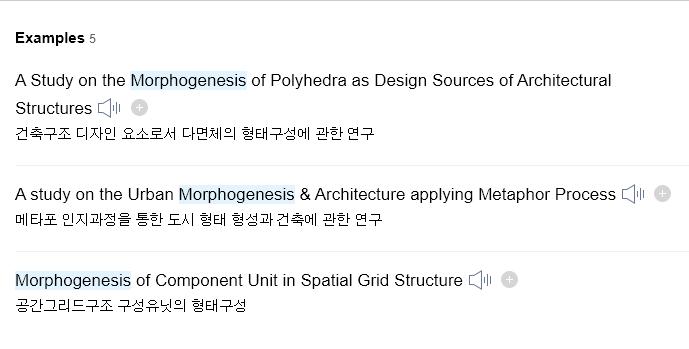 Examples 5
A Study on the Morphogenesis of Polyhedra as Design Sources of Architectural
Structures
건축구조 디자인 요소로서 다면체의 형태구성에 관한 연구
A study on the Urban Morphogenesis & Architecture applying Metaphor Process
메타포 인지과정을 통한 도시 형태 형성과 건축에 관한 연구
Morphogenesis of Component Unit in Spatial Grid Structure
공간그리드구조 구성유닛의 형태구성